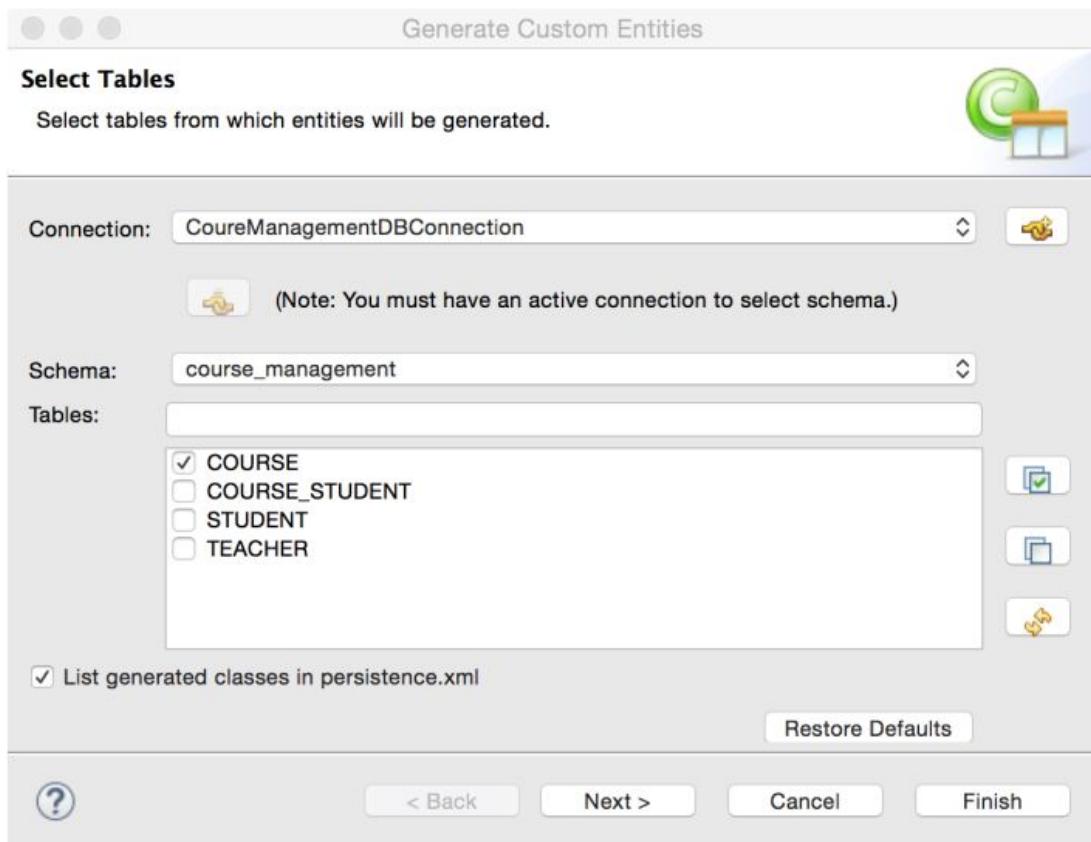 Generate Custom Entities
Select Tables
Select tables from which entities will be generated.
Connection: CoureManagementDBConnection
(Note: You must have an active connection to select schema.)
Schema: course_management
Tables:
COURSE
COURSE_STUDENT
STUDENT
TEACHER
List generated classes in persistence.xml
Restore Defaults
? < Back Next > Cancel Finish